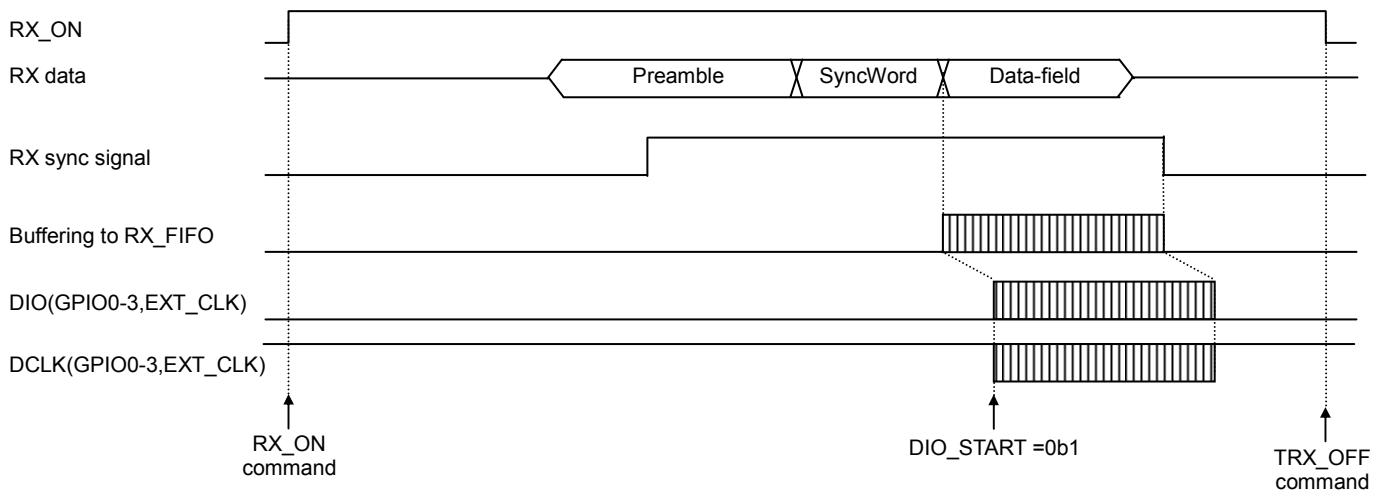 RX_ON
RX data
Preamble
SyncWord
Data-field
RX sync signal
Buffering to RX_FIFO
DIO(GPIO0-3,EXT_CLK)
DCLK(GPIO0-3,EXT_CLK)
RX_ON
command
DIO_START =0b1
TRX_OFF
command